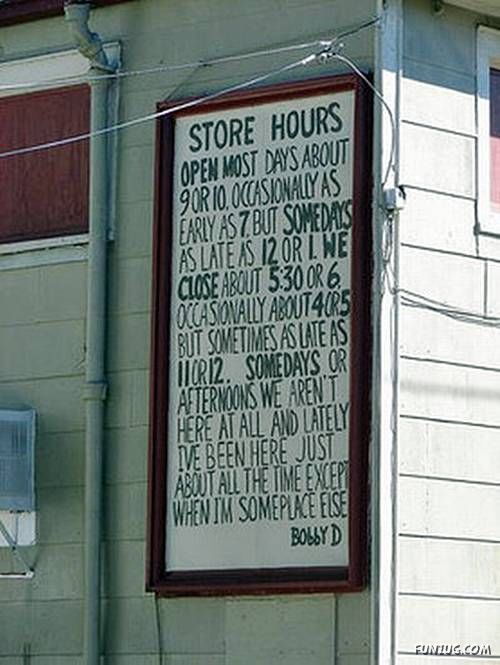 STORE HOURS
OPEN MOST DAYS ABOUT
9 OR 10. OCCASIONALLY AS
EARLY AS 7. BUT SOMEDAYS
AS LATE AS 12 OR 1. WE
CLOSE ABOUT 5:30 OR 6.
OCCASIONALLY ABOUT 4 OR 5
BUT SOMETIMES AS LATE AS
11 OR 12. SOMEDAYS OR
AFTERNOONS WE AREN'T
HERE AT ALL AND LATELY
I'VE BEEN HERE JUST
ABOUT ALL THE TIME EXCEPT
WHEN I'M SOMEPLACE ELSE
BObby D
FUNZUG.COM